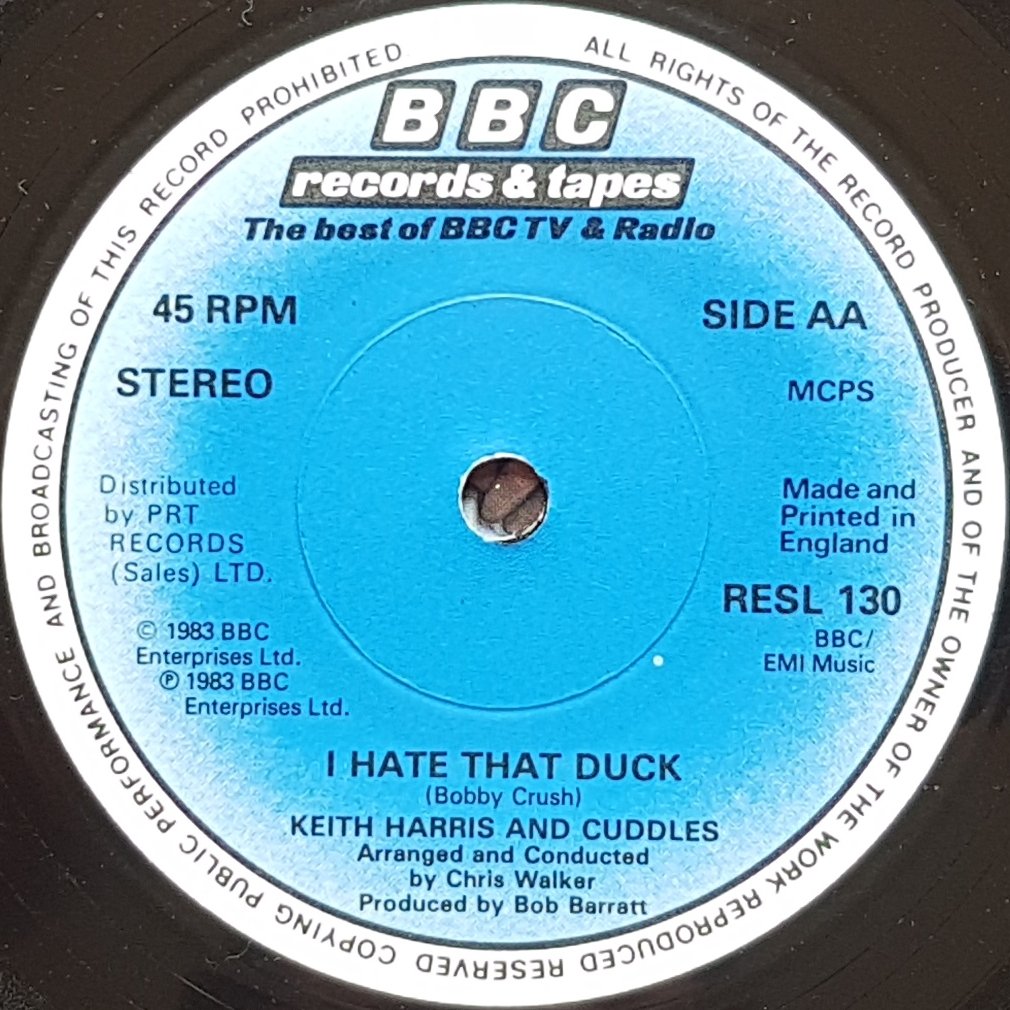 BBC
records & tapes
The best of BBC TV & Radio
45 RPM
STEREO
SIDE AA
MCPS
Distributed
by PRT
RECORDS
(Sales) LTD.
© 1983 BBC
Enterprises Ltd.
℗ 1983 BBC
Enterprises Ltd.
Made and
Printed in
England
RESL 130
BBC/
EMI Music
I HATE THAT DUCK
(Bobby Crush)
KEITH HARRIS AND CUDDLES
Arranged and Conducted
by Chris Walker
Produced by Bob Barratt
ALL RIGHTS OF THE RECORD PRODUCER AND OF THE OWNER OF THE WORK REPRODUCED RESERVED COPYING PUBLIC PERFORMANCE AND BROADCASTING OF THIS RECORD PROHIBITED